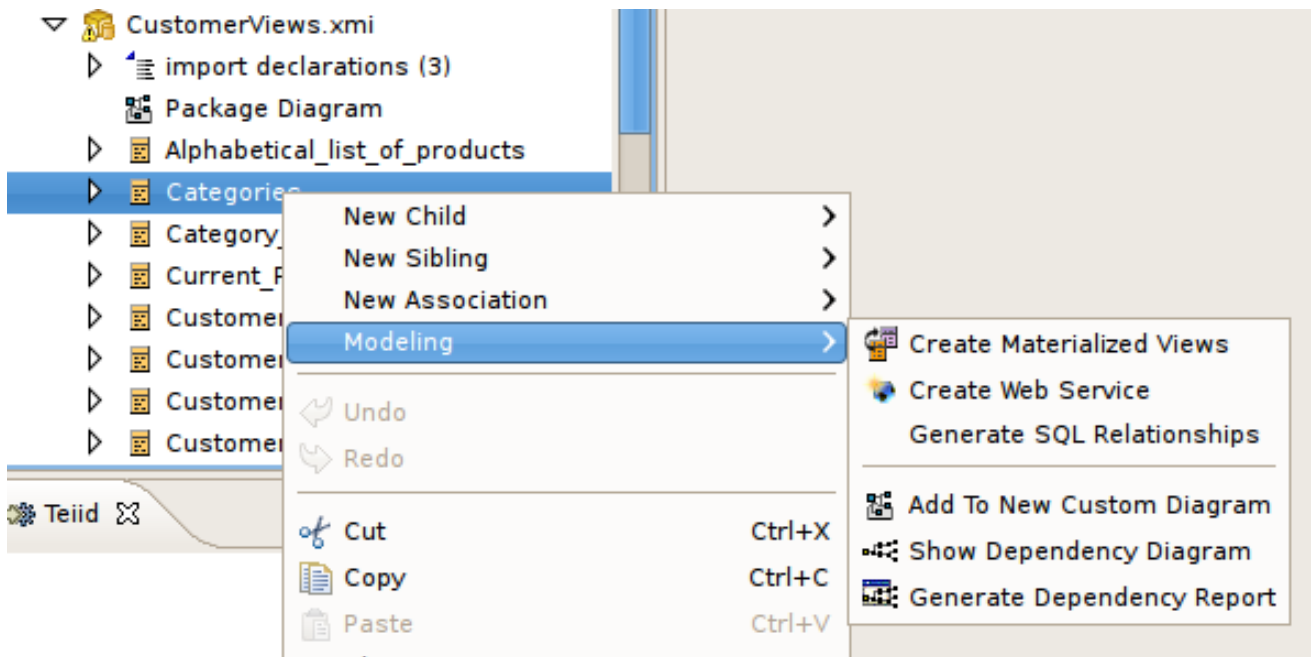 CustomerViews.xmi
import declarations (3)
Package Diagram
Alphabetical_list_of_products
Categories
Category_
Current_
Customer
Customer
Customer
Customer
Teiid
New Child
New Sibling
New Association
Modeling
Undo
Redo
Cut Ctrl+X
Copy Ctrl+C
Paste Ctrl+V
Create Materialized Views
Create Web Service
Generate SQL Relationships
Add To New Custom Diagram
Show Dependency Diagram
Generate Dependency Report